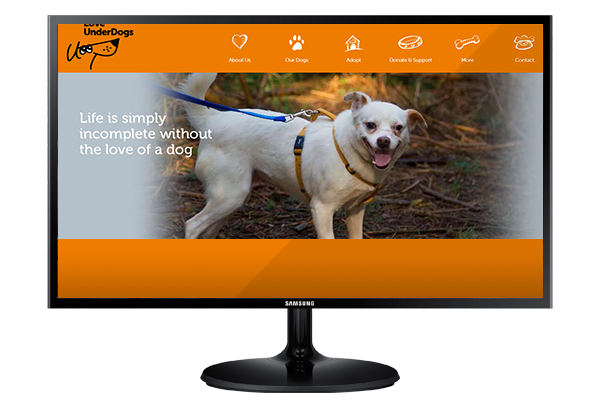 Love
UnderDogs
About Us
Our Dogs
Adopt
Donate & Support
More
Contact
Life is simply
incomplete without
the love of a dog
SAMSUNG